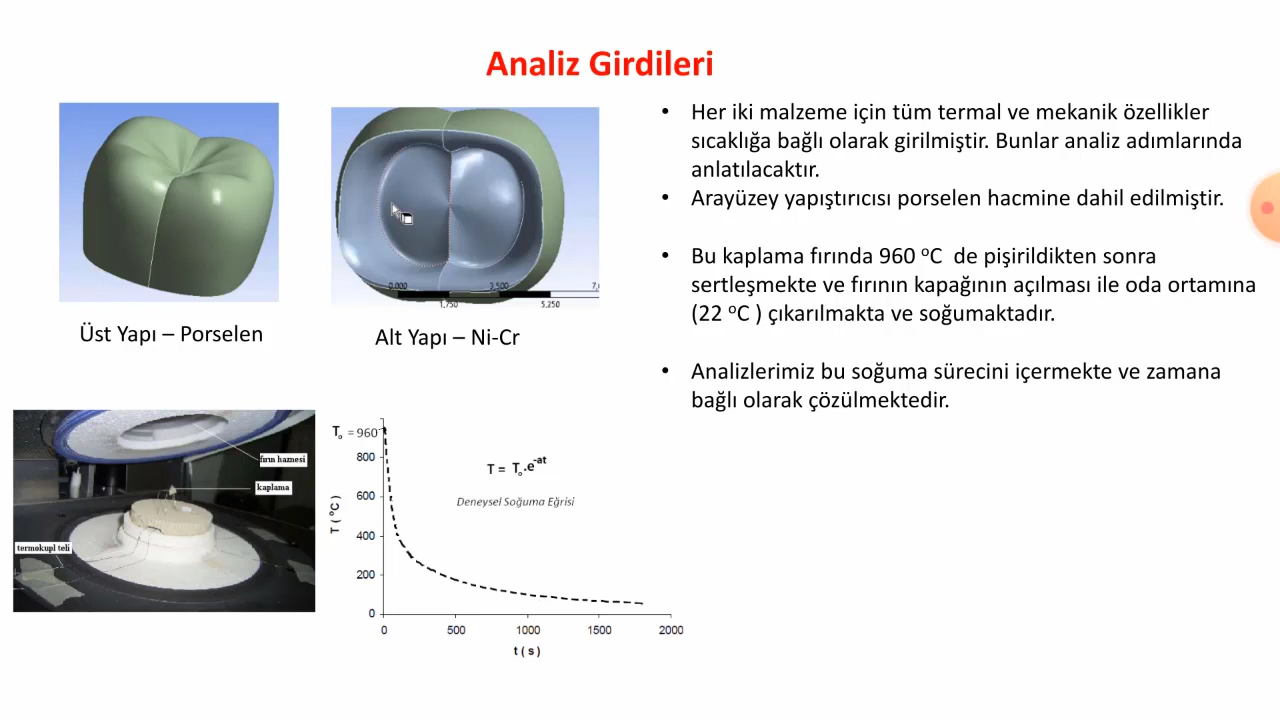 Analiz Girdileri
Üst Yapı – Porselen
0,000
3,500
7,
1,750
5,250
Alt Yapı – Ni-Cr
• Her iki malzeme için tüm termal ve mekanik özellikler
sıcaklığa bağlı olarak girilmiştir. Bunlar analiz adımlarında
anlatılacaktır.
• Arayüzey yapıştırıcısı porselen hacmine dahil edilmiştir.
• Bu kaplama fırında 960 ᵒC de pişirildikten sonra
sertleşmekte ve fırının kapağının açılması ile oda ortamına
(22 ᵒC ) çıkarılmakta ve soğumaktadır.
• Analizlerimiz bu soğuma sürecini içermekte ve zamana
bağlı olarak çözülmektedir.
fırın haznesi
kaplama
termokupl teli
To = 960
T = To.e-at
Deneysel Soğuma Eğrisi
T ( ᵒC )
800
600
400
200
0
0 500 1000 1500 2000
t ( s )